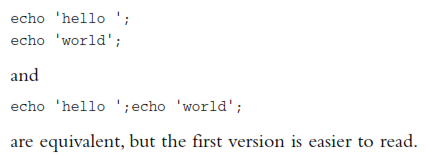 echo 'hello ';
echo 'world';
and
echo 'hello ';echo 'world';
are equivalent, but the first version is easier to read.